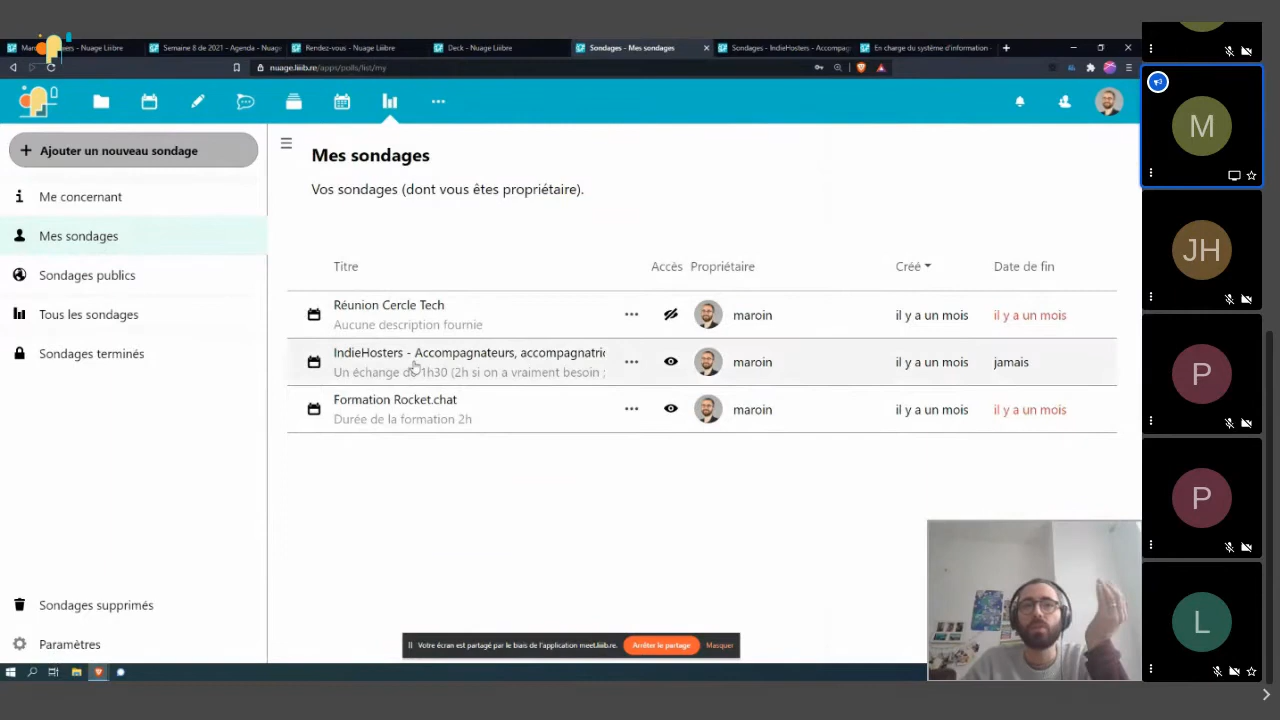 Semaine 8 de 2021 - Agenda - Nuag
Rendez-vous - Nuage Liiibre
Deck - Nuage Liiibre
Sondages - Mes sondages
Sondages - IndieHosters - Accompag
En charge du système d'information -
nuage.liiib.re/apps/polls/list/my
Ajouter un nouveau sondage
Me concernant
Mes sondages
Sondages publics
Tous les sondages
Sondages terminés
Sondages supprimés
Paramètres
Mes sondages
Vos sondages (dont vous êtes propriétaire).
Titre Accès Propriétaire Créé Date de fin
Réunion Cercle Tech
Aucune description fournie
maroin il y a un mois il y a un mois
IndieHosters - Accompagnateurs, accompagnatric
Un échange de 1h30 (2h si on a vraiment besoin ;
maroin il y a un mois jamais
Formation Rocket.chat
Durée de la formation 2h
maroin il y a un mois il y a un mois
Votre écran est partagé par le biais de l'application meet.liiib.re. Arrêter le partage Masquer
M
JH
P
P
L